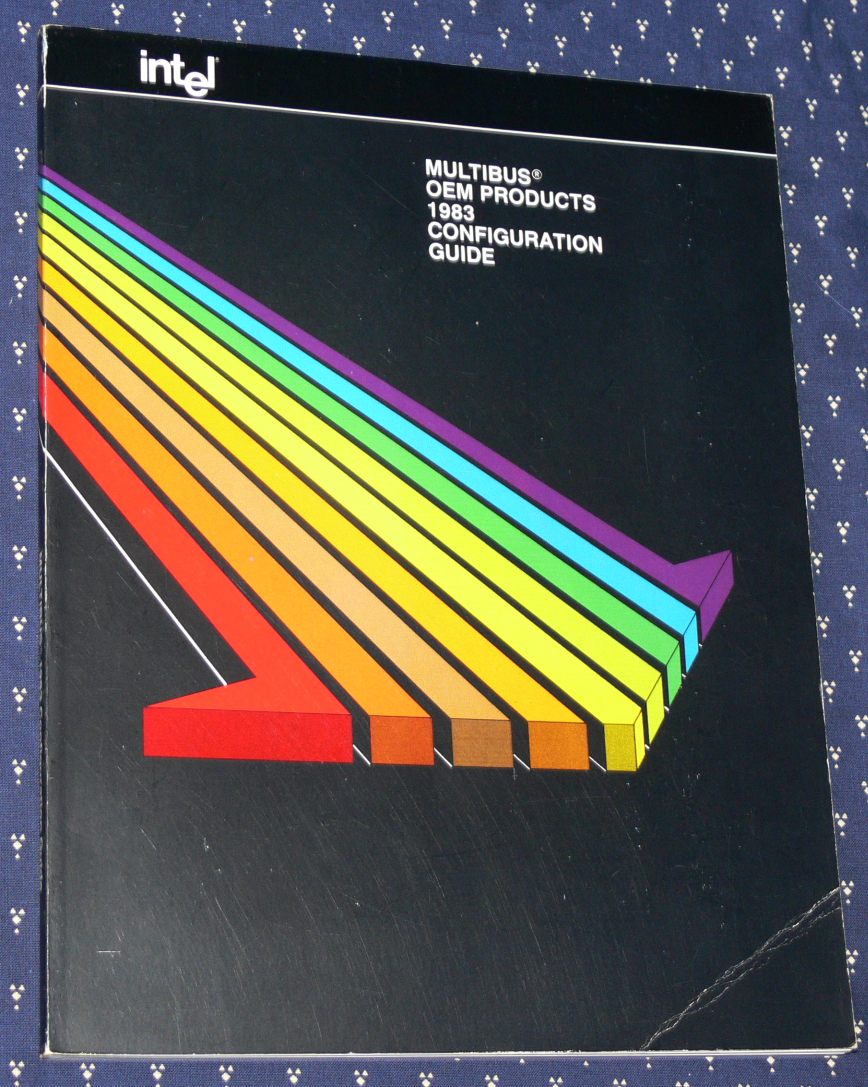 intel
MULTIBUS®
OEM PRODUCTS
1983
CONFIGURATION
GUIDE